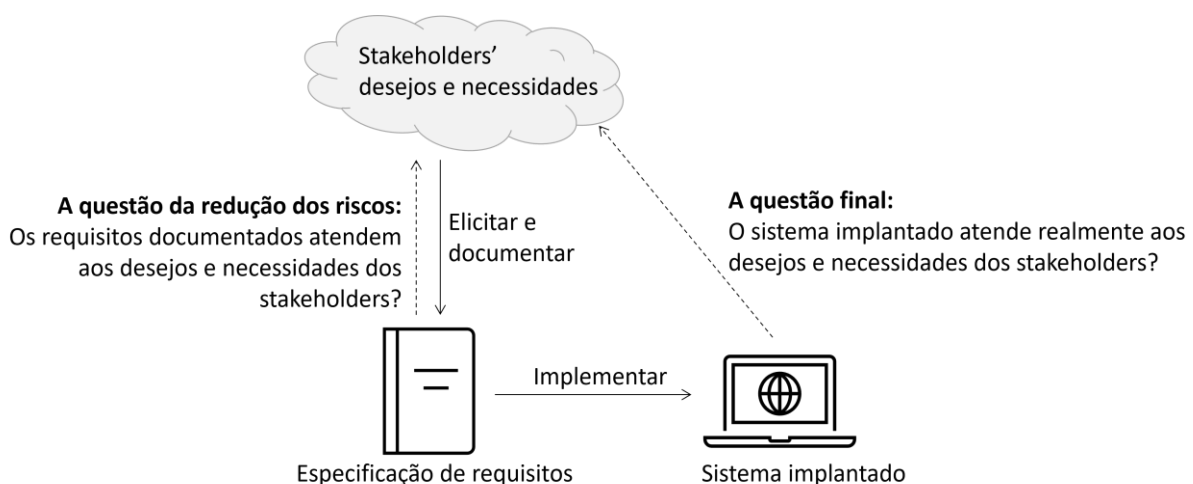 Stakeholders’
desejos e necessidades
A questão da redução dos riscos:
Os requisitos documentados atendem
aos desejos e necessidades dos
stakeholders?
Elicitar e
documentar
A questão final:
O sistema implantado atende realmente aos
desejos e necessidades dos stakeholders?
Implementar
Especificação de requisitos
Sistema implantado